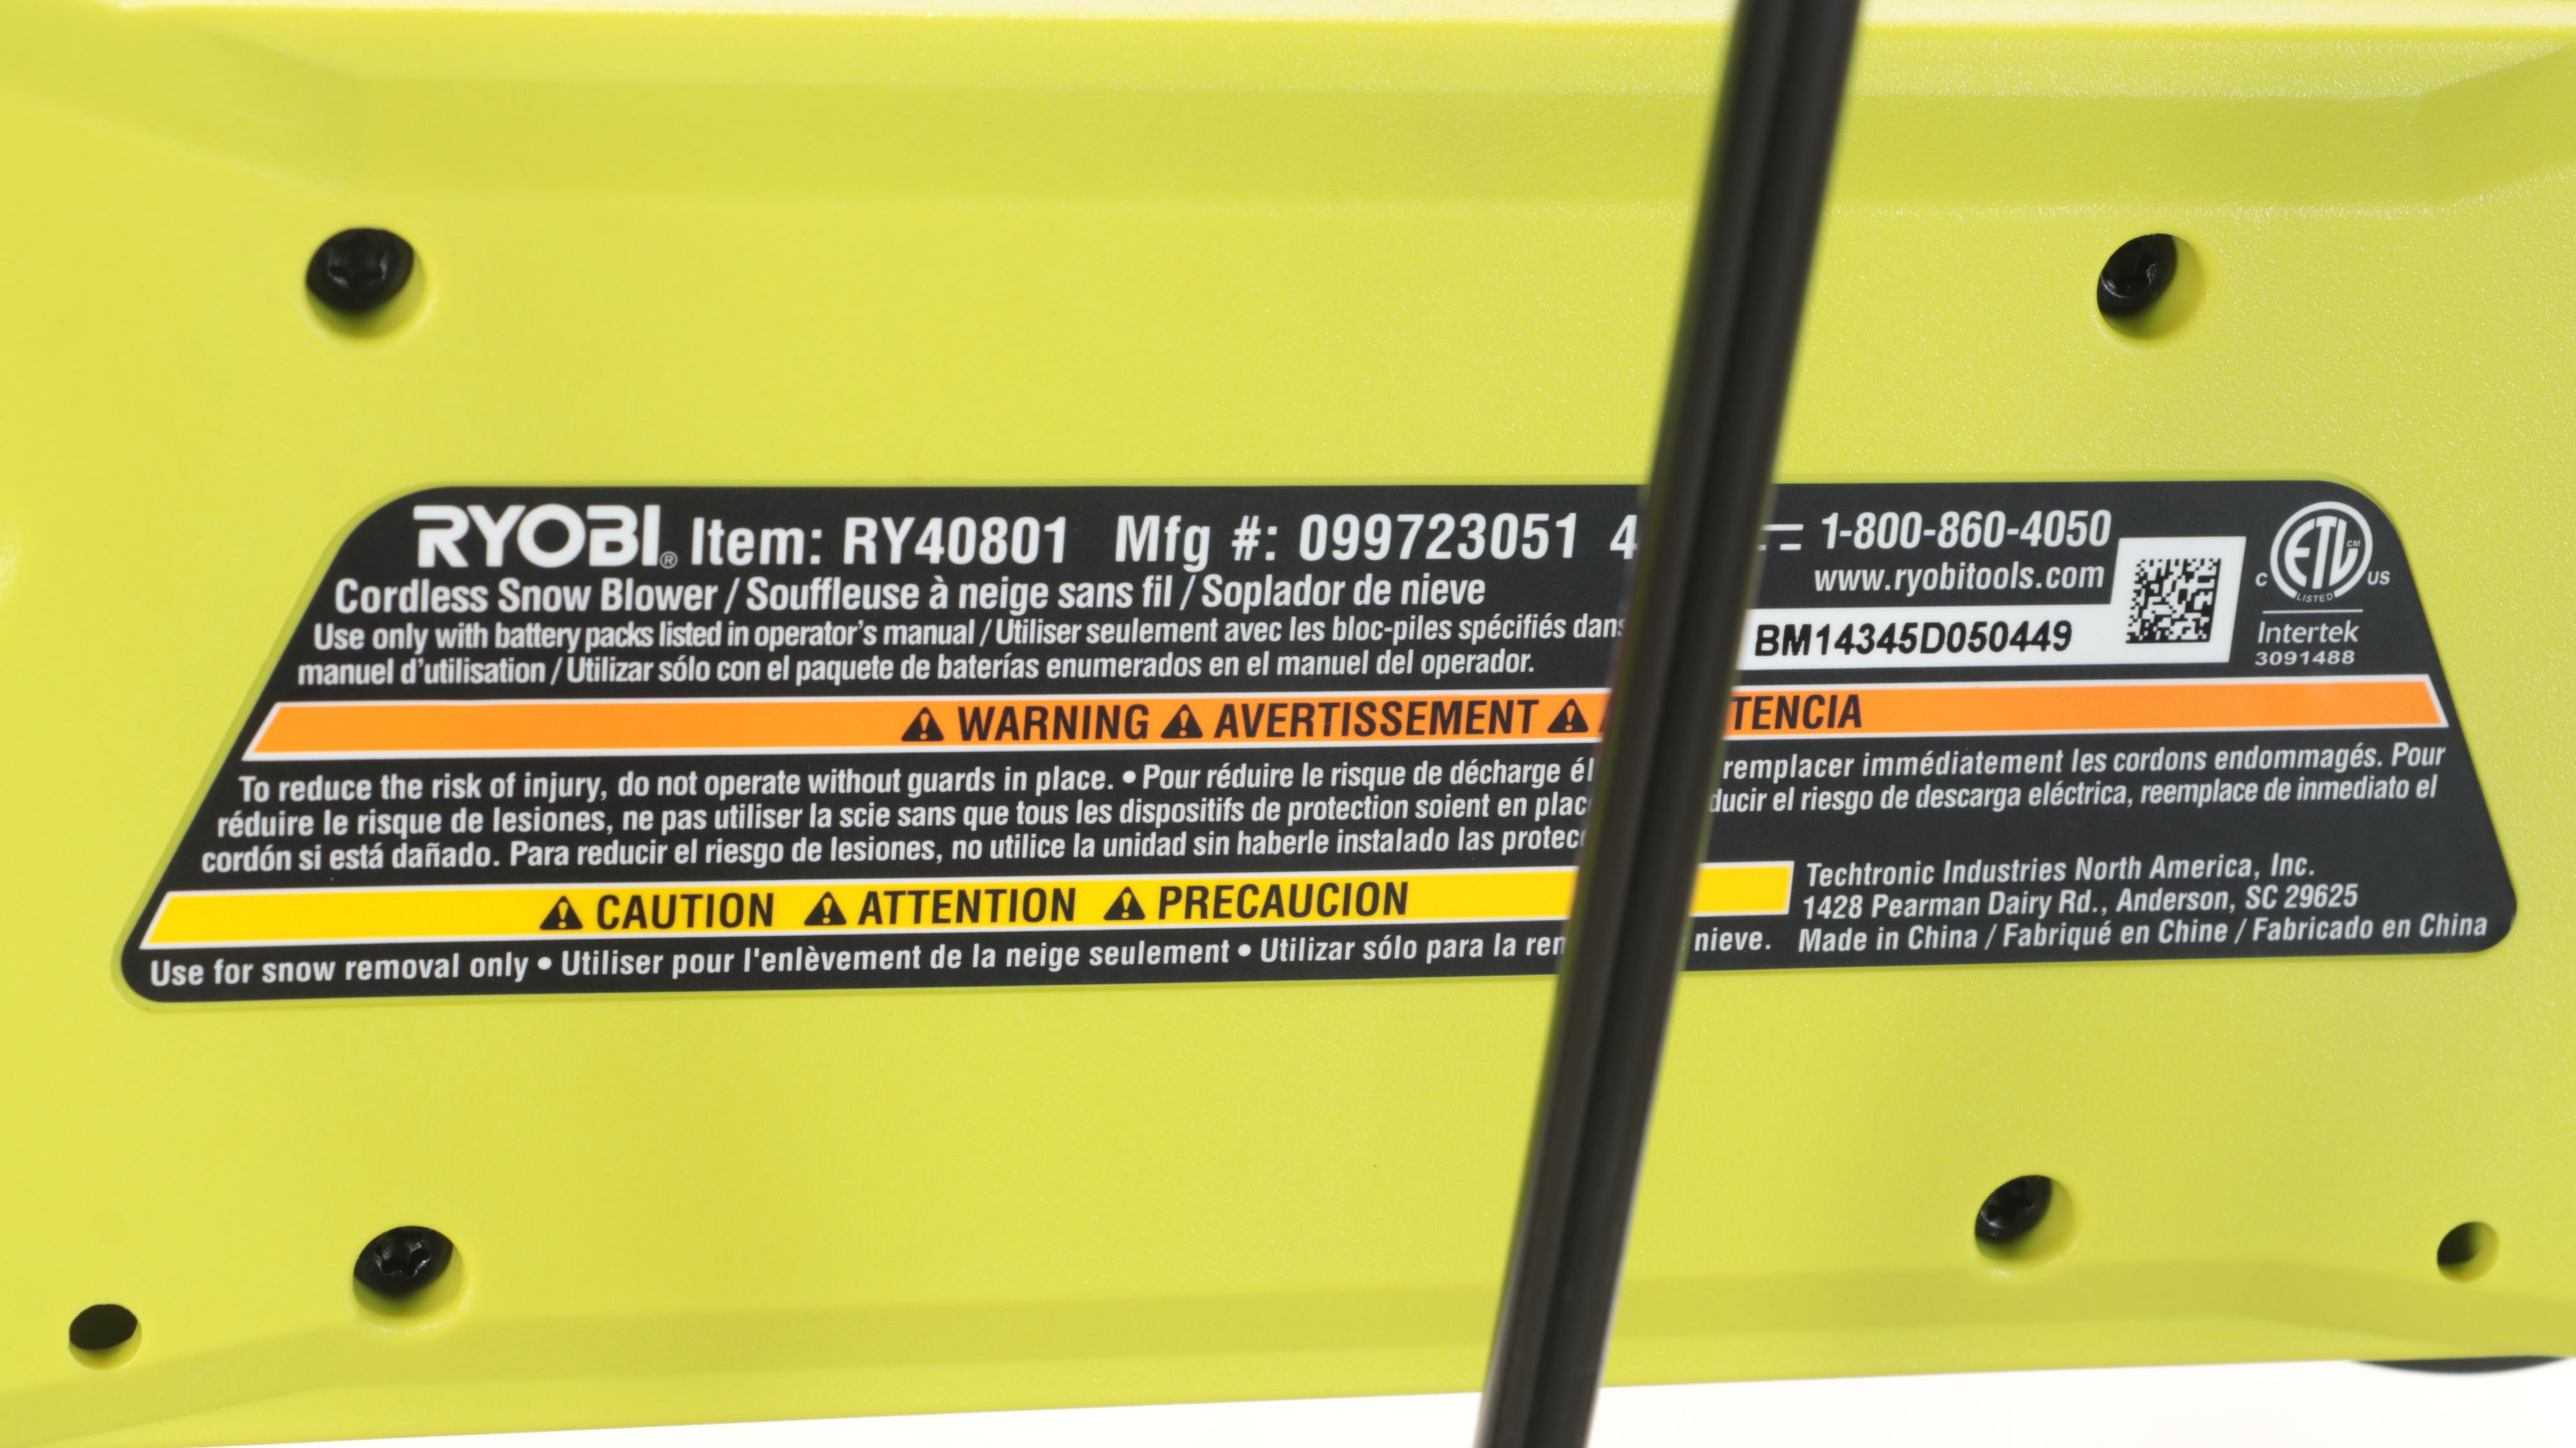 RYOBI® Item: RY40801 Mfg #: 099723051 4
1-800-860-4050
www.ryobitools.com
Cordless Snow Blower / Souffleuse à neige sans fil / Soplador de nieve
Use only with battery packs listed in operator's manual / Utiliser seulement avec les bloc-piles spécifiés dans
manuel d'utilisation / Utilizar sólo con el paquete de baterías enumerados en el manuel del operador.
BM14345D050449
C ETL CM US
LISTED
Intertek
3091488
WARNING AVERTISSEMENT TENCIA
To reduce the risk of injury, do not operate without guards in place. • Pour réduire le risque de décharge él remplacer immédiatement les cordons endommagés. Pour
réduire le risque de lesiones, ne pas utiliser la scie sans que tous les dispositifs de protection soient en plac ducir el riesgo de descarga eléctrica, reemplace de inmediato el
cordón si está dañado. Para reducir el riesgo de lesiones, no utilice la unidad sin haberle instalado las protec
CAUTION ATTENTION PRECAUCION
Use for snow removal only • Utiliser pour l'enlèvement de la neige seulement • Utilizar sólo para la ren nieve.
Techtronic Industries North America, Inc.
1428 Pearman Dairy Rd., Anderson, SC 29625
Made in China / Fabriqué en Chine / Fabricado en China